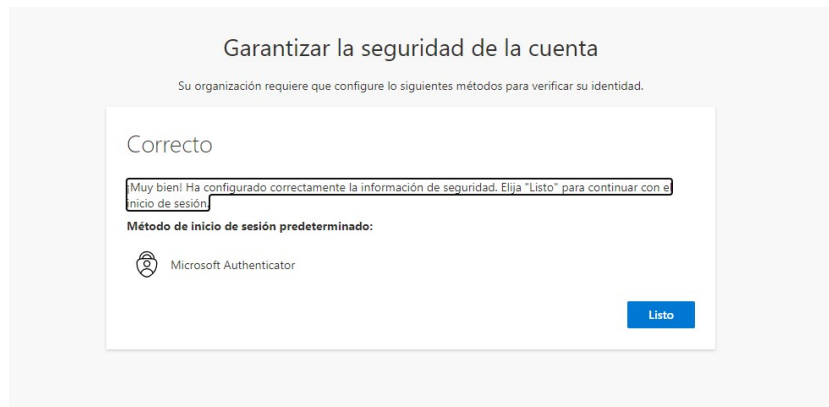 Garantizar la seguridad de la cuenta
Su organización requiere que configure lo siguientes métodos para verificar su identidad.
Correcto
¡Muy bien! Ha configurado correctamente la información de seguridad. Elija "Listo" para continuar con el
inicio de sesión.
Método de inicio de sesión predeterminado:
Microsoft Authenticator
Listo